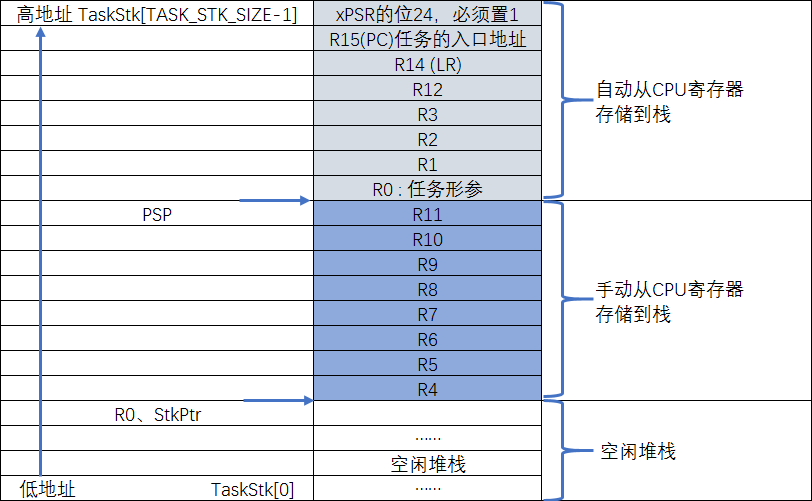 高地址 TaskStk[TASK_STK_SIZE-1]
xPSR的位24，必须置1
R15(PC)任务的入口地址
R14 (LR)
R12
R3
R2
R1
R0 : 任务形参
自动从CPU寄存器
存储到栈
PSP
R11
R10
R9
R8
R7
R6
R5
R4
手动从CPU寄存器
存储到栈
R0、StkPtr
……
空闲堆栈
……
空闲堆栈
低地址
TaskStk[0]